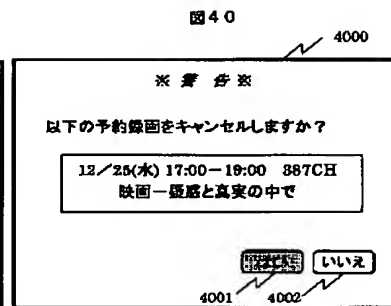 図40
4000
※ 警 告 ※
以下の予約録画をキャンセルしますか？
12／25(水) 17:00－19:00 387CH
映画－疑惑と真実の中で
はい いいえ
4001 4002